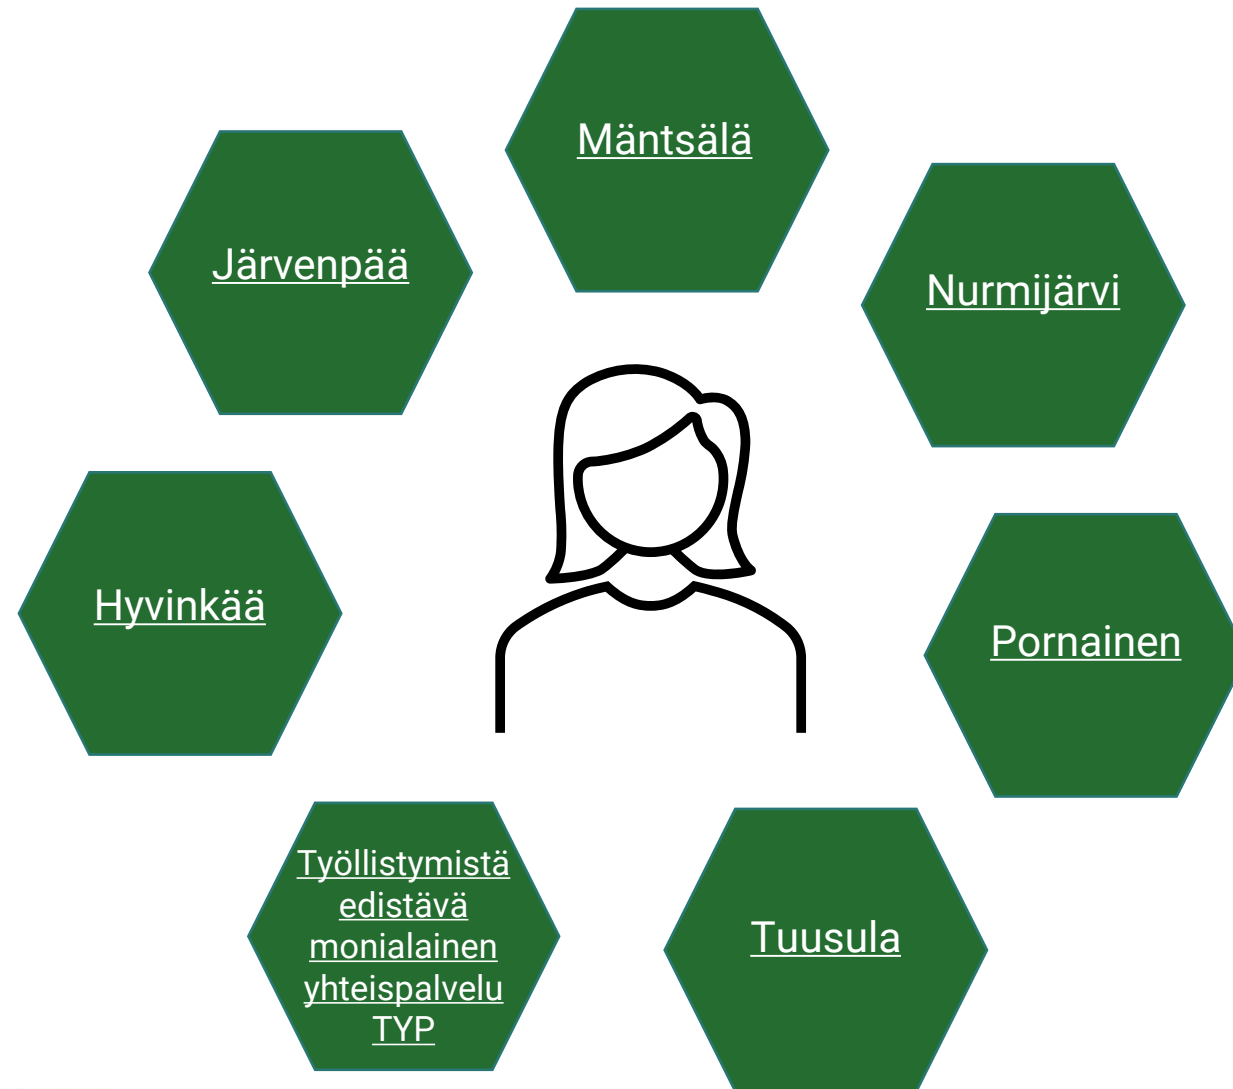 Mäntsälä
Järvenpää
Nurmijärvi
Hyvinkää
Pornainen
Työllistymistä
edistävä
monialainen
yhteispalvelu
TYP
Tuusula